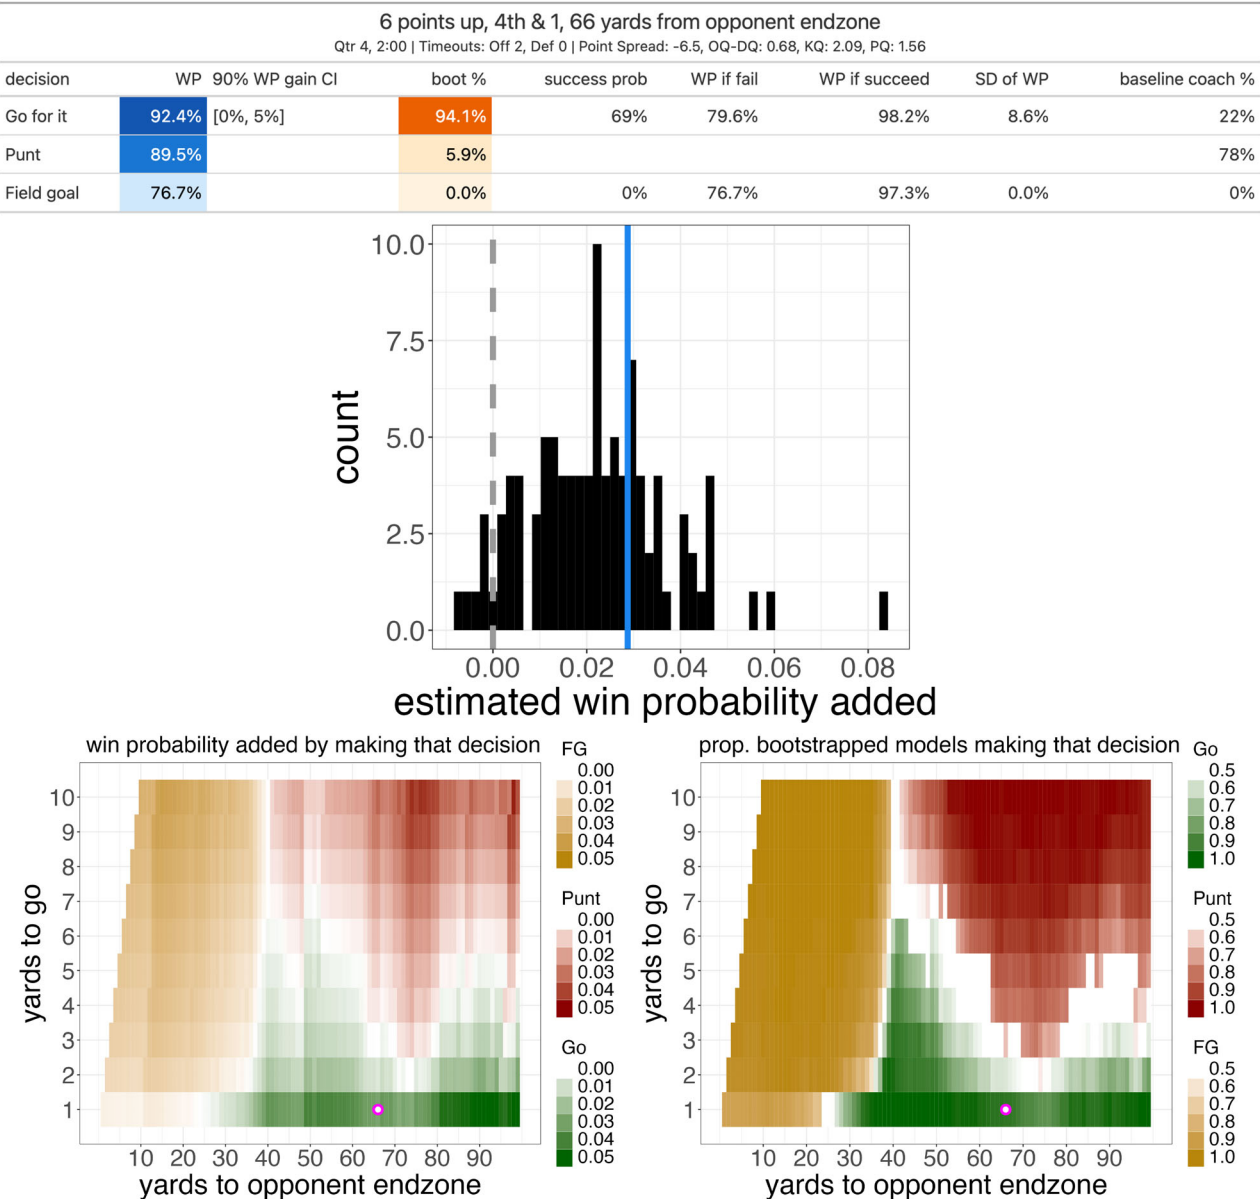 6 points up, 4th & 1, 66 yards from opponent endzone
Qtr 4, 2:00 | Timeouts: Off 2, Def 0 | Point Spread: -6.5, OQ-DQ: 0.68, KQ: 2.09, PQ: 1.56
decision WP 90% WP gain CI boot % success prob WP if fail WP if succeed SD of WP baseline coach %
Go for it 92.4% [0%, 5%] 94.1% 69% 79.6% 98.2% 8.6% 22%
Punt 89.5% 5.9% 78%
Field goal 76.7% 0.0% 0% 76.7% 97.3% 0.0% 0%
10.0
7.5
5.0
2.5
0.0
count
0.00 0.02 0.04 0.06 0.08
estimated win probability added
win probability added by making that decision
10
9
8
7
6
5
4
3
2
1
yards to go
10 20 30 40 50 60 70 80 90
yards to opponent endzone
FG
0.00
0.01
0.02
0.03
0.04
0.05
Punt
0.00
0.01
0.02
0.03
0.04
0.05
Go
0.00
0.01
0.02
0.03
0.04
0.05
prop. bootstrapped models making that decision
10
9
8
7
6
5
4
3
2
1
yards to go
10 20 30 40 50 60 70 80 90
yards to opponent endzone
Go
0.5
0.6
0.7
0.8
0.9
1.0
Punt
0.5
0.6
0.7
0.8
0.9
1.0
FG
0.5
0.6
0.7
0.8
0.9
1.0